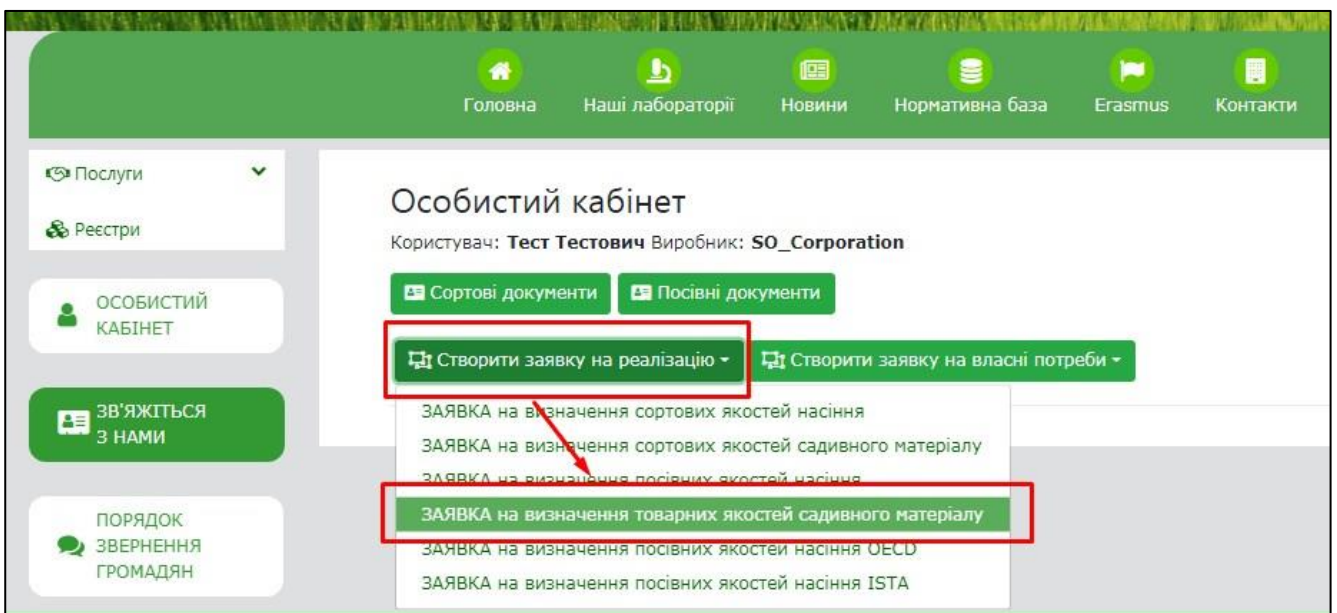 Головна Наші лабораторії Новини Нормативна база Erasmus Контакти
Послуги
Реєстри
ОСОБИСТИЙ
КАБІНЕТ
ЗВ'ЯЖІТЬСЯ
З НАМИ
ПОРЯДОК
ЗВЕРНЕННЯ
ГРОМАДЯН
Особистий кабінет
Користувач: Тест Тестович Виробник: SO_Corporation
Сортові документи Посівні документи
Створити заявку на реалізацію Створити заявку на власні потреби
ЗАЯВКА на визначення сортових якостей насіння
ЗАЯВКА на визначення сортових якостей садивного матеріалу
ЗАЯВКА на визначення посівних якостей насіння
ЗАЯВКА на визначення товарних якостей садивного матеріалу
ЗАЯВКА на визначення посівних якостей насіння OECD
ЗАЯВКА на визначення посівних якостей насіння ISTA